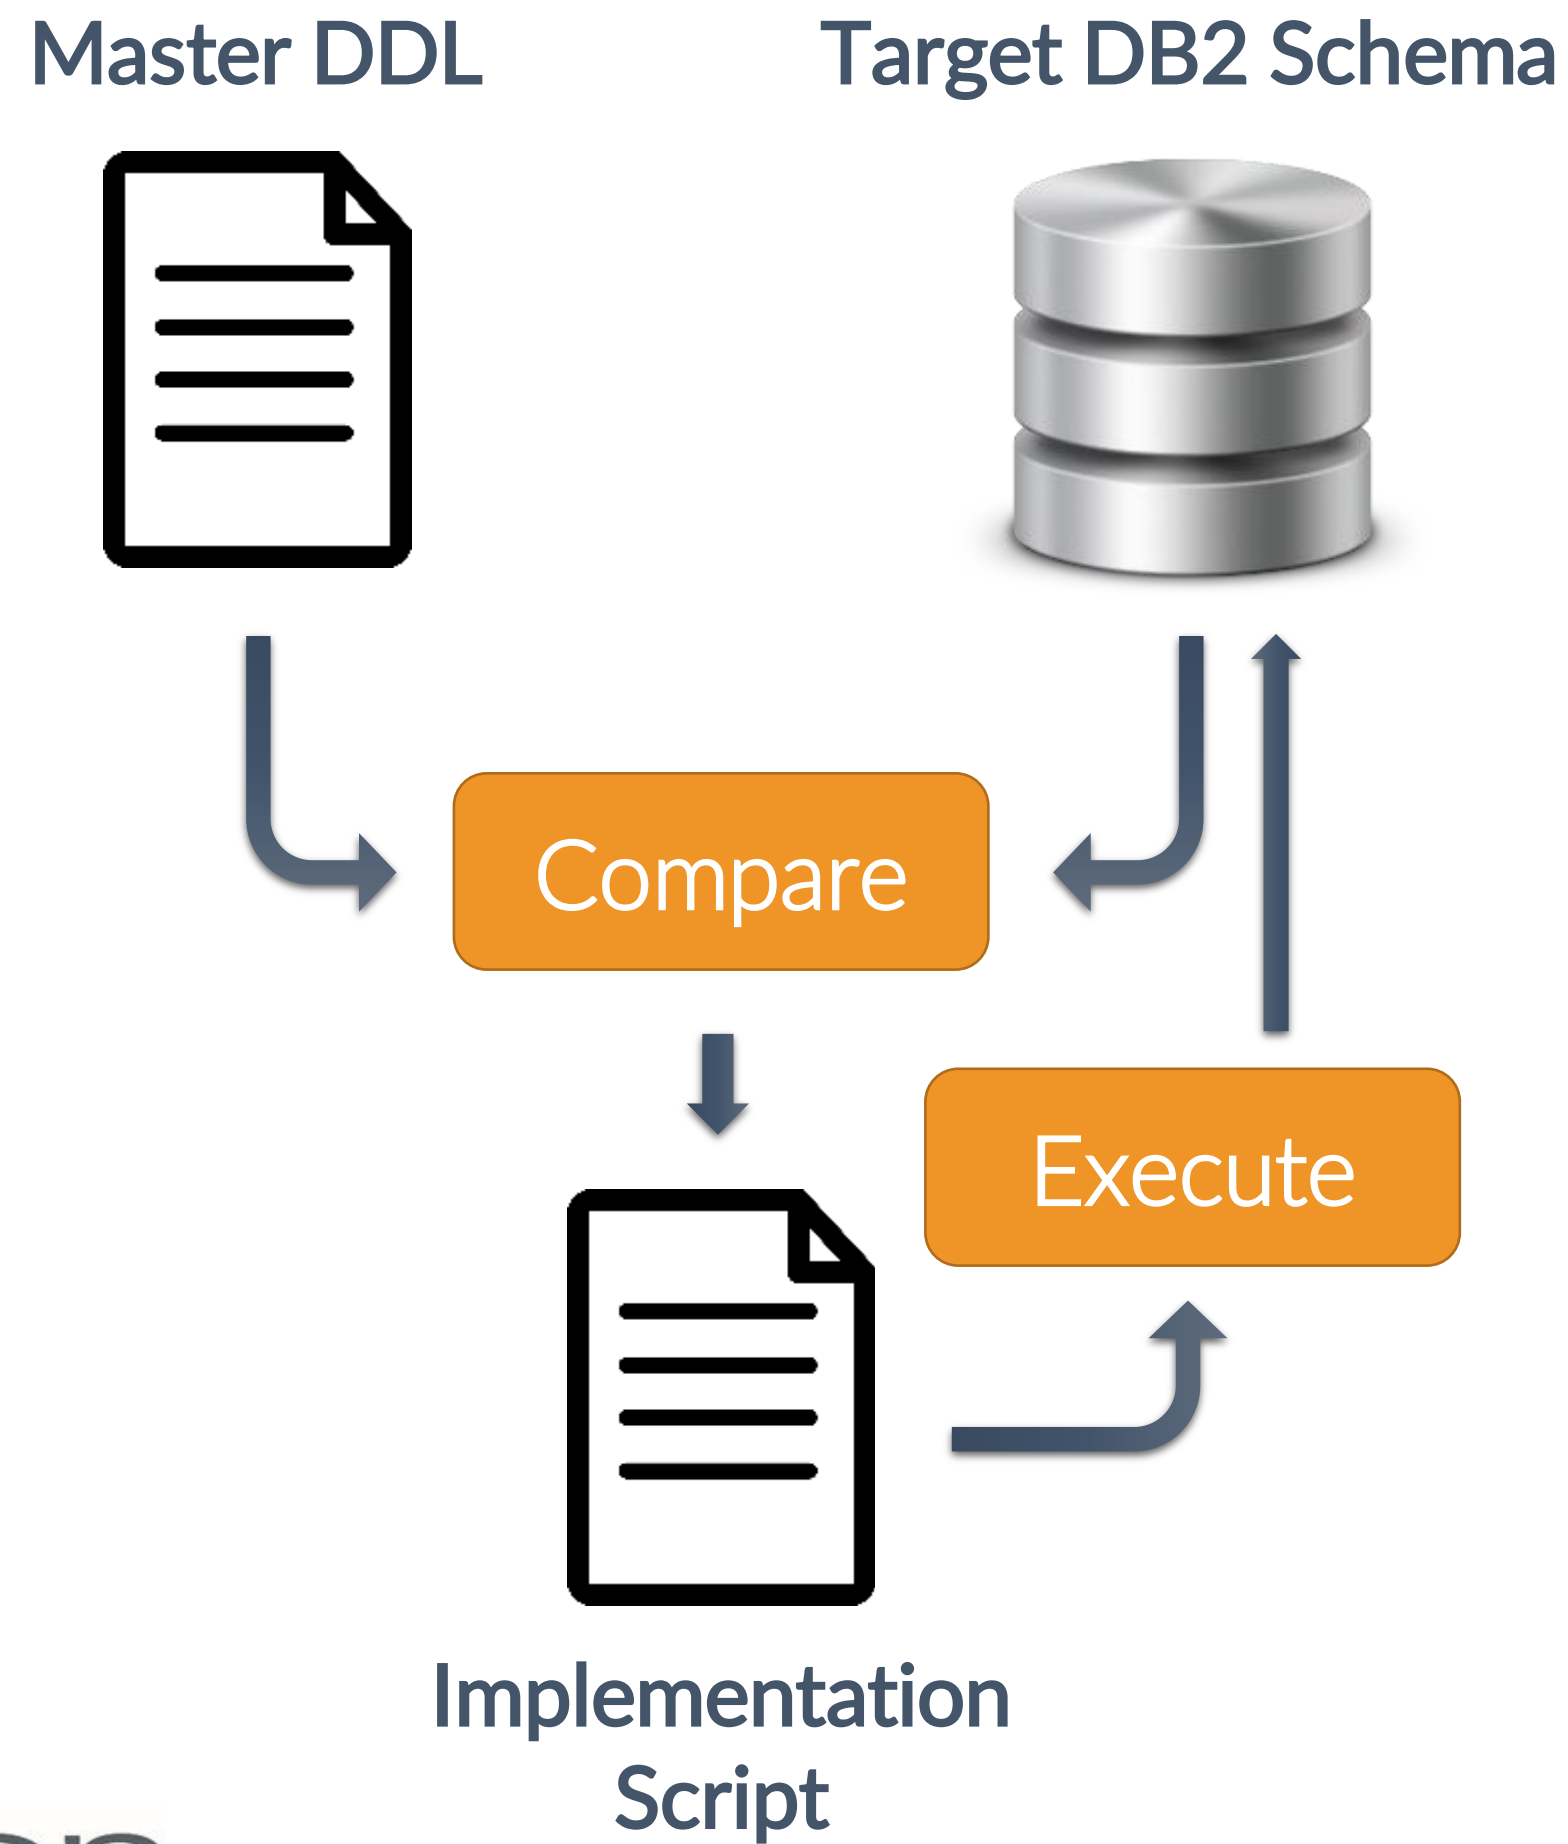 Master DDL
Target DB2 Schema
Compare
Execute
Implementation
Script